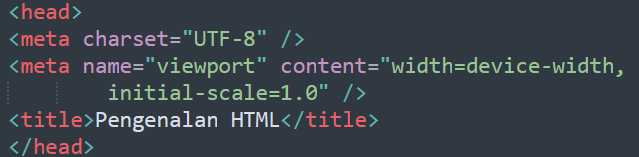 <head>
<meta charset="UTF-8" />
<meta name="viewport" content="width=device-width,
initial-scale=1.0" />
<title>Pengenalan HTML</title>
</head>